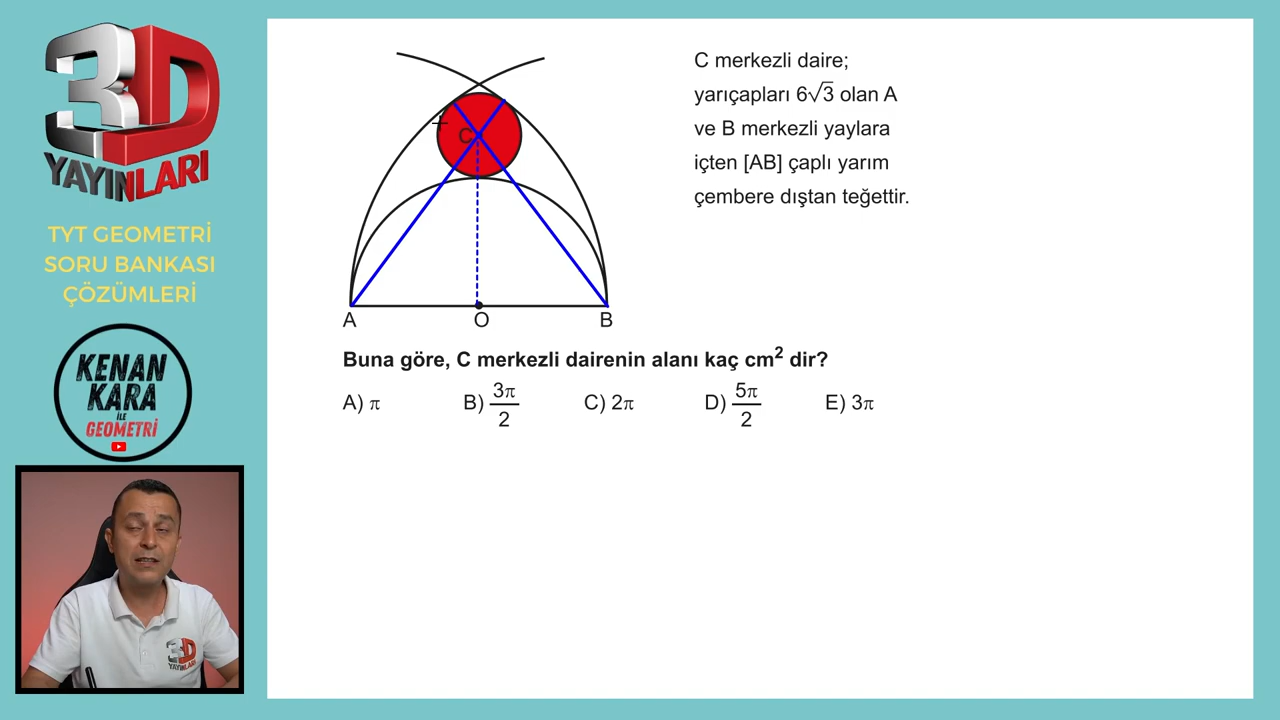 3D
YAYINLARI
TYT GEOMETRİ
SORU BANKASI
ÇÖZÜMLERİ
KENAN
KARA
İLE
GEOMETRİ
3D
YAYINLARI
C
A
O
B
C merkezli daire;
yarıçapları 6√3 olan A
ve B merkezli yaylara
içten [AB] çaplı yarım
çembere dıştan teğettir.
Buna göre, C merkezli dairenin alanı kaç cm² dir?
A) π B) 3π/2 C) 2π D) 5π/2 E) 3π